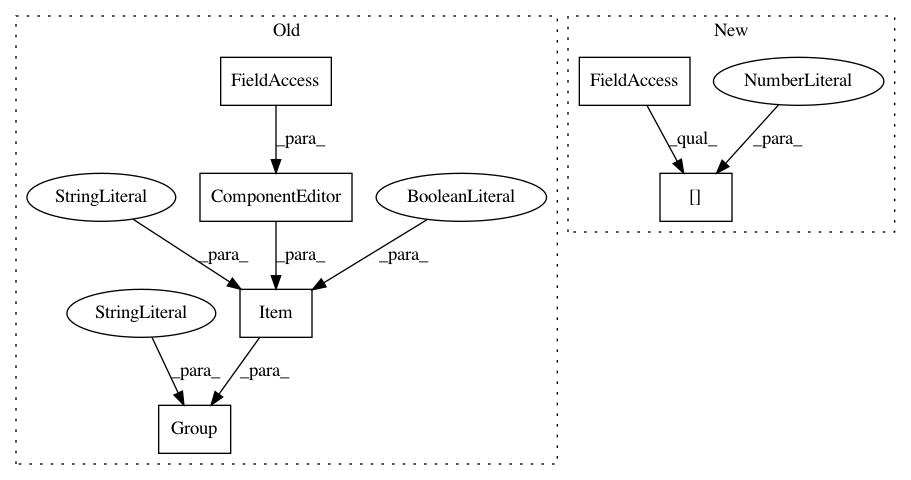 Old
New
FieldAccess
FieldAccess
NumberLiteral
_para_
_qual_
_para_
StringLiteral
ComponentEditor
BooleanLiteral
[]
_para_
_para_
_para_
StringLiteral
Item
_para_
_para_
Group